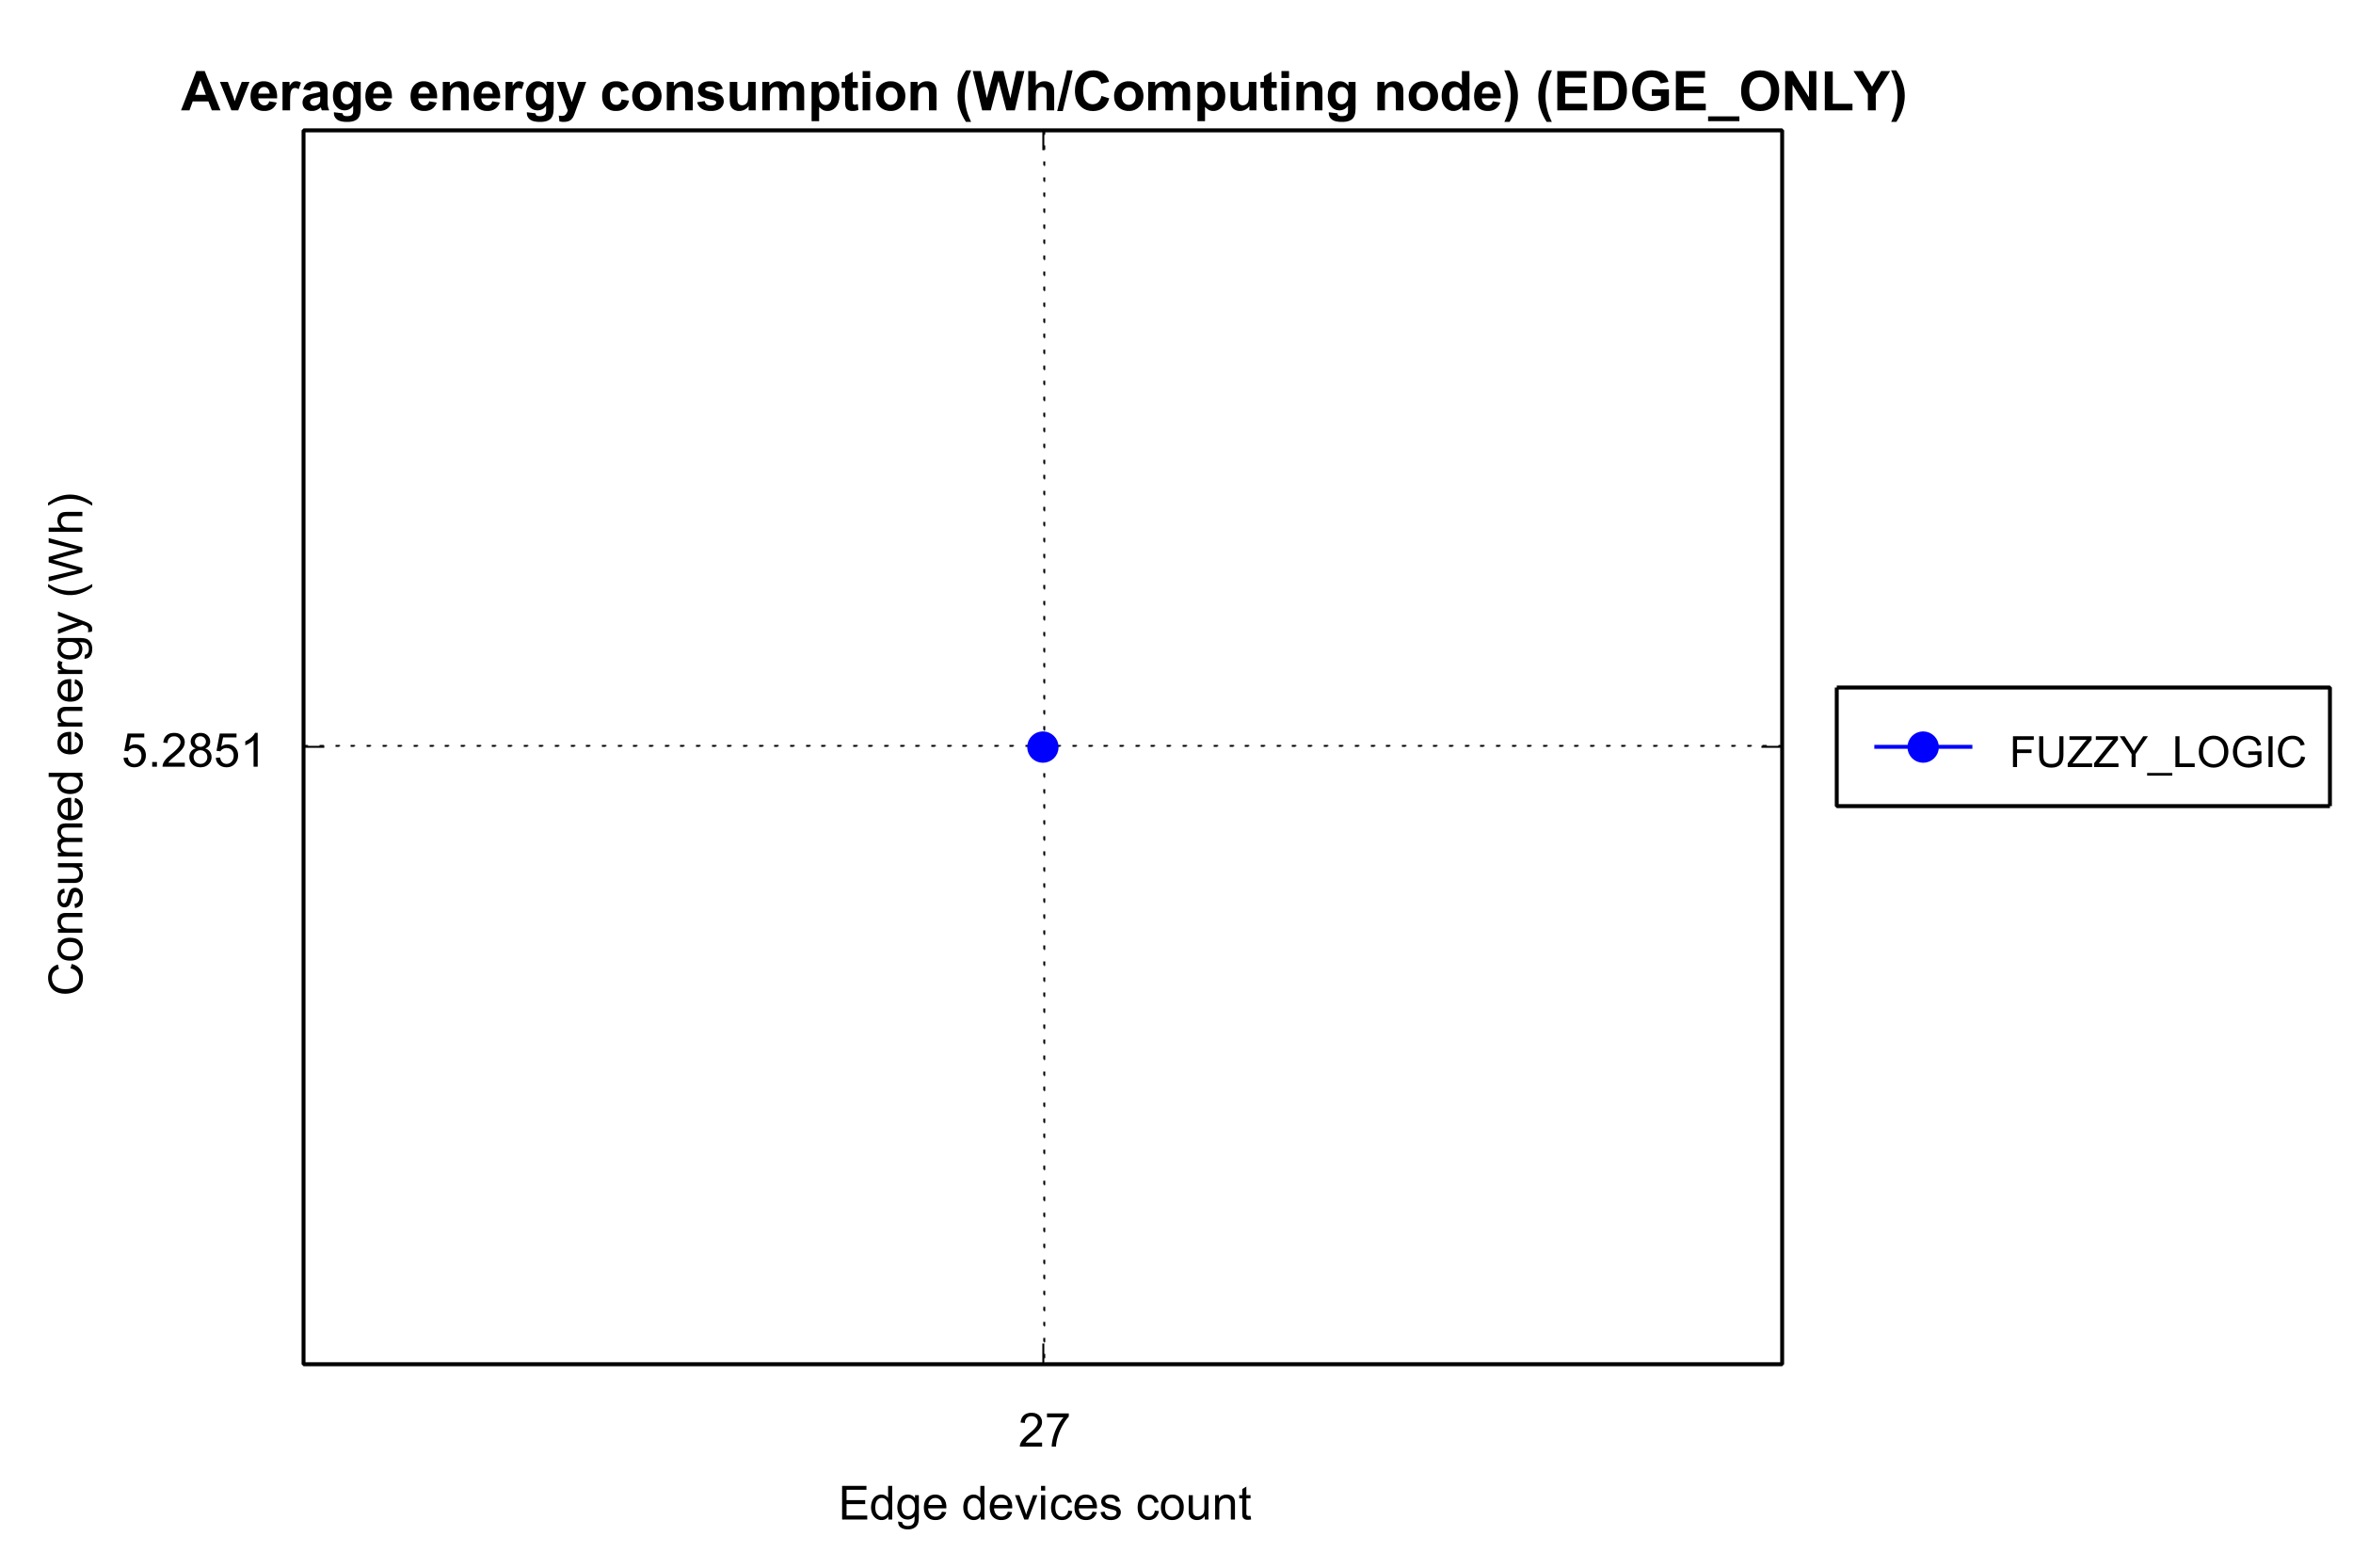 Average energy consumption (Wh/Computing node) (EDGE_ONLY)
Consumed energy (Wh)
5.2851
FUZZY_LOGIC
27
Edge devices count